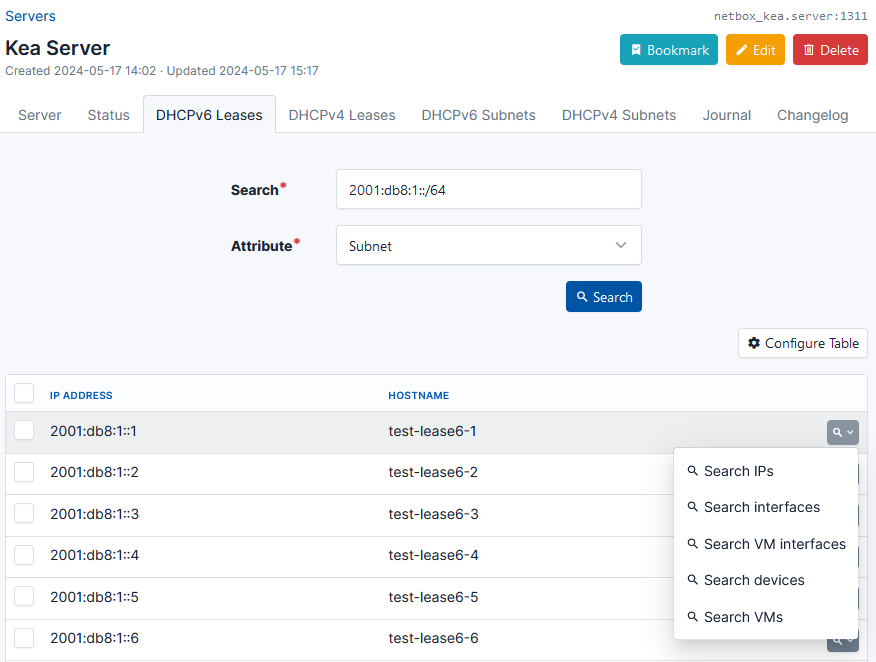 Servers
netbox_kea.server:1311
Kea Server
Bookmark Edit Delete
Created 2024-05-17 14:02 · Updated 2024-05-17 15:17
Server Status DHCPv6 Leases DHCPv4 Leases DHCPv6 Subnets DHCPv4 Subnets Journal Changelog
Search* 2001:db8:1::/64
Attribute* Subnet
Search
Configure Table
IP ADDRESS HOSTNAME
2001:db8:1::1 test-lease6-1
2001:db8:1::2 test-lease6-2
2001:db8:1::3 test-lease6-3
2001:db8:1::4 test-lease6-4
2001:db8:1::5 test-lease6-5
2001:db8:1::6 test-lease6-6
Search IPs
Search interfaces
Search VM interfaces
Search devices
Search VMs